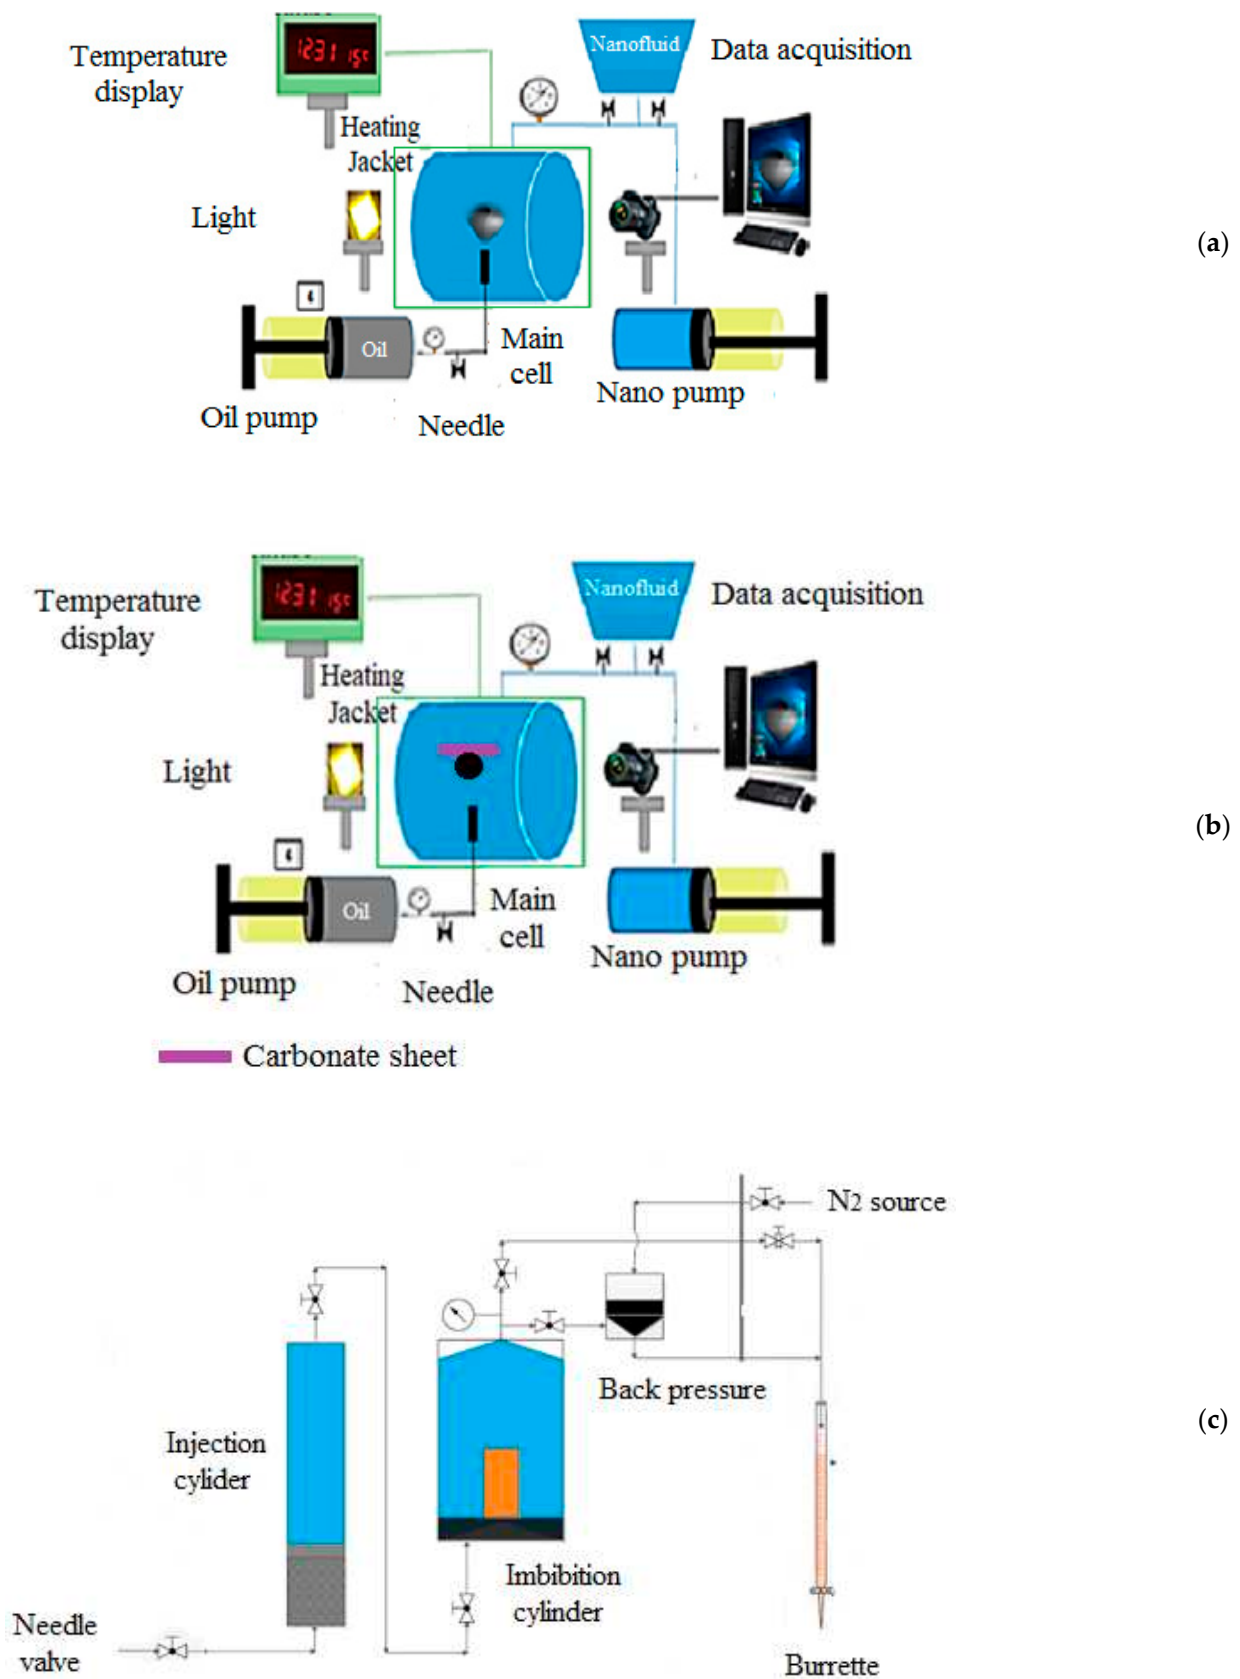 Temperature
display
1231 15c
Nanofluid
Data acquisition
Heating
Jacket
Light
(a)
Oil
Main
cell
Nano pump
Oil pump
Needle
Temperature
display
1231 15c
Nanofluid
Data acquisition
Heating
Jacket
Light
(b)
Oil
Main
cell
Nano pump
Oil pump
Needle
Carbonate sheet
N2 source
Back pressure
(c)
Injection
cylider
Imbibition
cylinder
Needle
valve
Burrette